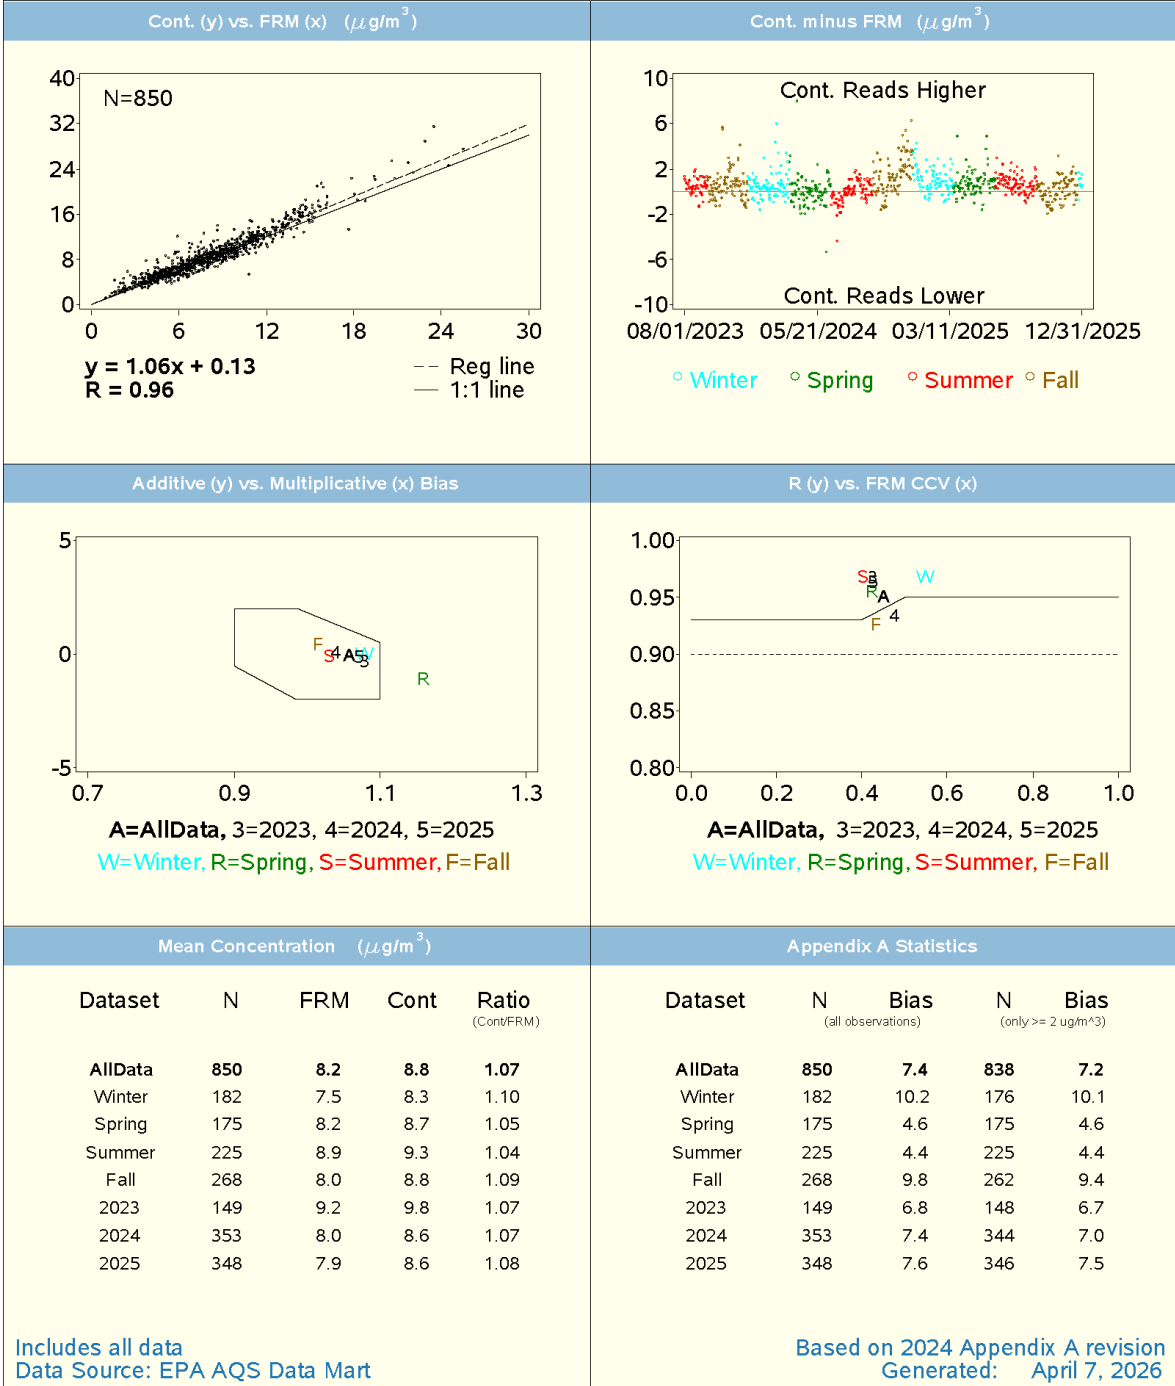 Cont. (y) vs. FRM (x) (μg/m³)
40
32
24
16
8
0
N=850
0 6 12 18 24 30
y = 1.06x + 0.13
R = 0.96
Reg line
1:1 line
Cont. minus FRM (μg/m³)
10
6
2
-2
-6
-10
Cont. Reads Higher
Cont. Reads Lower
08/01/2023 05/21/2024 03/11/2025 12/31/2025
Winter Spring Summer Fall
Additive (y) vs. Multiplicative (x) Bias
5
0
-5
F S 4 A 5 W 3
R
0.7 0.9 1.1 1.3
A=AllData, 3=2023, 4=2024, 5=2025
W=Winter, R=Spring, S=Summer, F=Fall
R (y) vs. FRM CCV (x)
1.00
0.95
0.90
0.85
0.80
S 3 W
5
R A
F 4
0.0 0.2 0.4 0.6 0.8 1.0
A=AllData, 3=2023, 4=2024, 5=2025
W=Winter, R=Spring, S=Summer, F=Fall
Mean Concentration (μg/m³)
Dataset N FRM Cont Ratio
(Cont/FRM)
AllData 850 8.2 8.8 1.07
Winter 182 7.5 8.3 1.10
Spring 175 8.2 8.7 1.05
Summer 225 8.9 9.3 1.04
Fall 268 8.0 8.8 1.09
2023 149 9.2 9.8 1.07
2024 353 8.0 8.6 1.07
2025 348 7.9 8.6 1.08
Includes all data
Data Source: EPA AQS Data Mart
Appendix A Statistics
Dataset N Bias N Bias
(all observations) (only >= 2 ug/m^3)
AllData 850 7.4 838 7.2
Winter 182 10.2 176 10.1
Spring 175 4.6 175 4.6
Summer 225 4.4 225 4.4
Fall 268 9.8 262 9.4
2023 149 6.8 148 6.7
2024 353 7.4 344 7.0
2025 348 7.6 346 7.5
Based on 2024 Appendix A revision
Generated: April 7, 2026